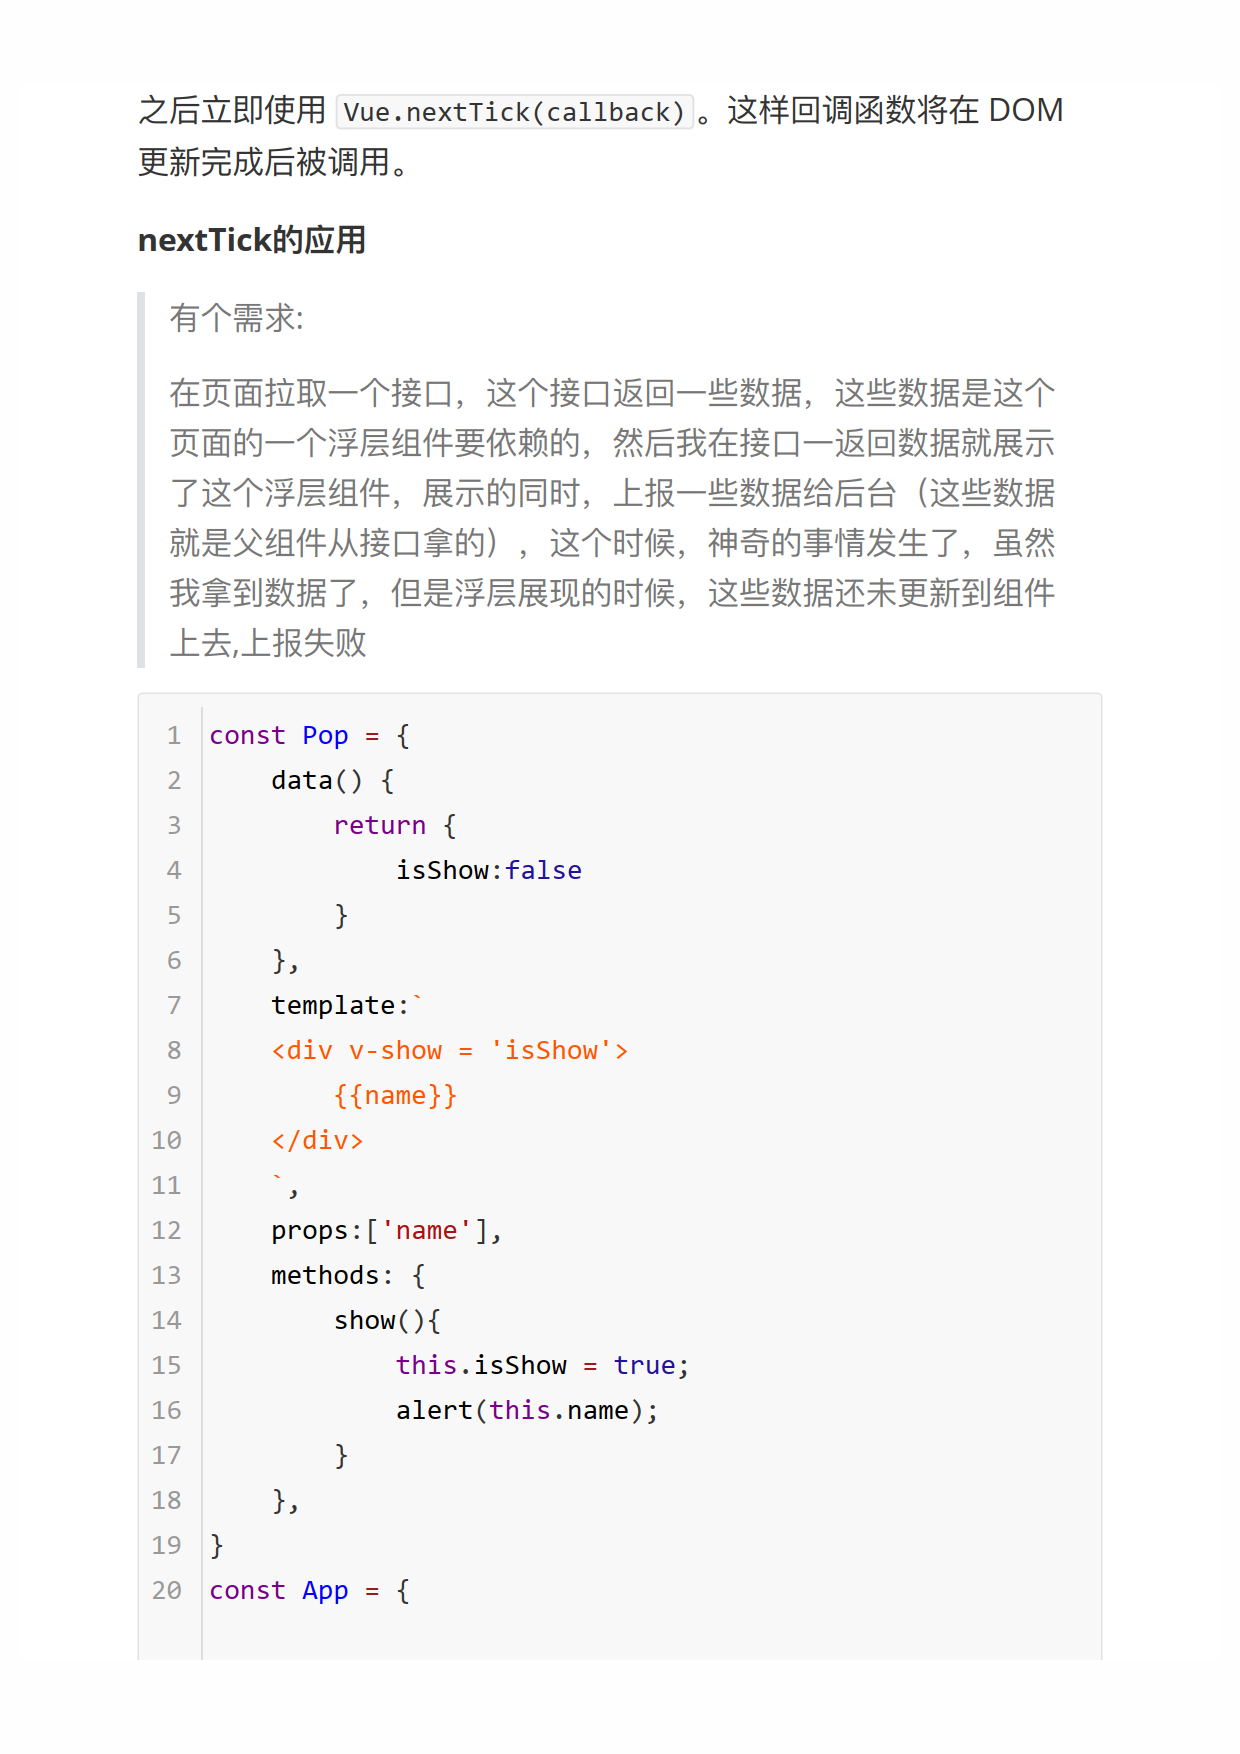 之后立即使用 Vue.nextTick(callback) 。这样回调函数将在 DOM
更新完成后被调用。
nextTick的应用
有个需求:
在页面拉取一个接口，这个接口返回一些数据，这些数据是这个
页面的一个浮层组件要依赖的，然后我在接口一返回数据就展示
了这个浮层组件，展示的同时，上报一些数据给后台（这些数据
就是父组件从接口拿的），这个时候，神奇的事情发生了，虽然
我拿到数据了，但是浮层展现的时候，这些数据还未更新到组件
上去,上报失败
1 const Pop = {
2     data() {
3         return {
4             isShow:false
5         }
6     },
7     template:`
8     <div v-show = 'isShow'>
9         {{name}}
10     </div>
11     `,
12     props:['name'],
13     methods: {
14         show(){
15             this.isShow = true;
16             alert(this.name);
17         }
18     },
19 }
20 const App = {